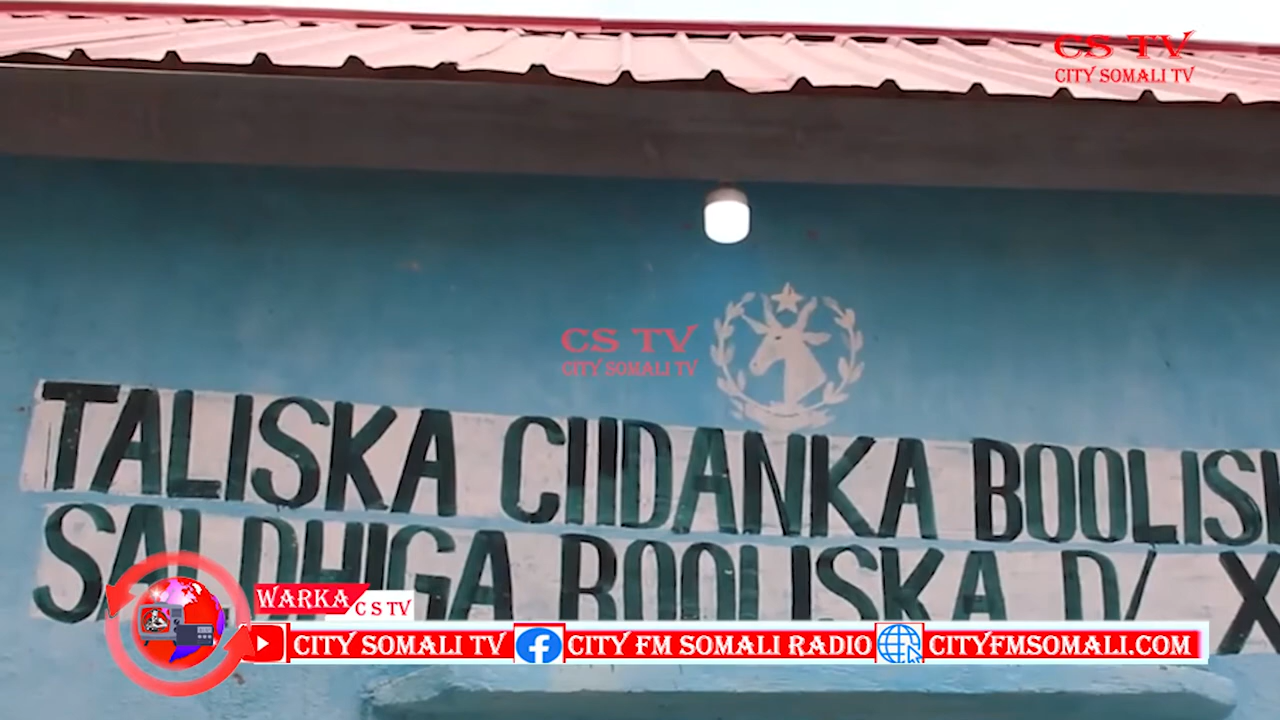 CS TV
CITY SOMALI TV
CS TV
CITY SOMALI TV
TALISKA CIIDANKA BOOLISK
SALDHIGA BOOLISKA D/ X
WARKA
C S TV
CITY SOMALI TV
CITY FM SOMALI RADIO
CITYFMSOMALI.COM